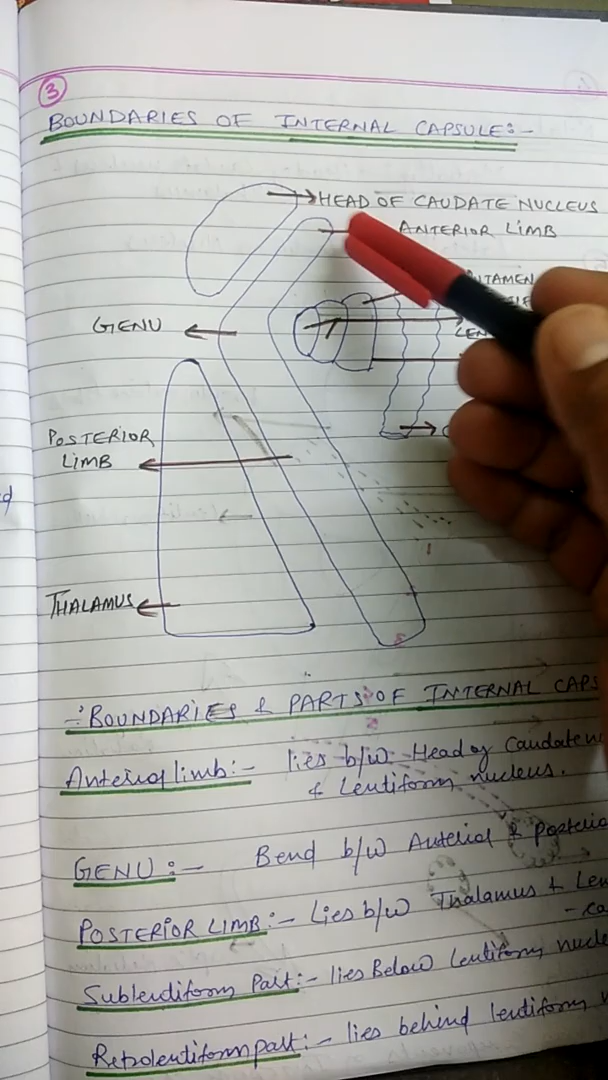 3
BOUNDARIES OF INTERNAL CAPSULE:-
HEAD OF CAUDATE NUCLEUS
ANTERIOR LIMB
GENU
POSTERIOR
LIMB
THALAMUS
1
5
-:BOUNDARIES & PARTS OF INTERNAL CAPS
Anterior limb:- lies b/w Head of Caudate
& Lentiform nucleus.
GENU:- Bend b/w Anterior &
POSTERIOR LIMB:- Lies b/w Thalamus +
Sublentiform Part:- lies Below Lentiform
Retrolentiform part:- lies behind lentiform